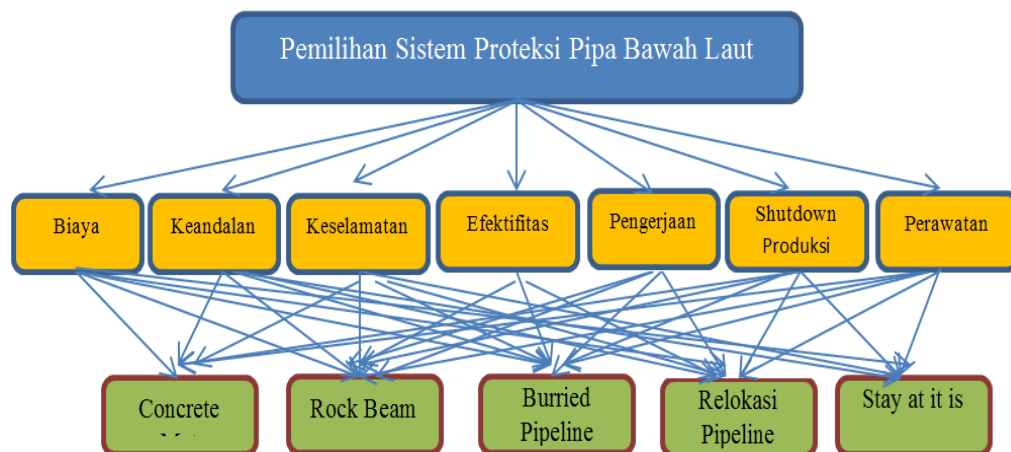 Pemilihan Sistem Proteksi Pipa Bawah Laut
Biaya
Keandalan
Keselamatan
Efektifitas
Pengerjaan
Shutdown
Produksi
Perawatan
Concrete
Rock Beam
Burried
Pipeline
Relokasi
Pipeline
Stay at it is